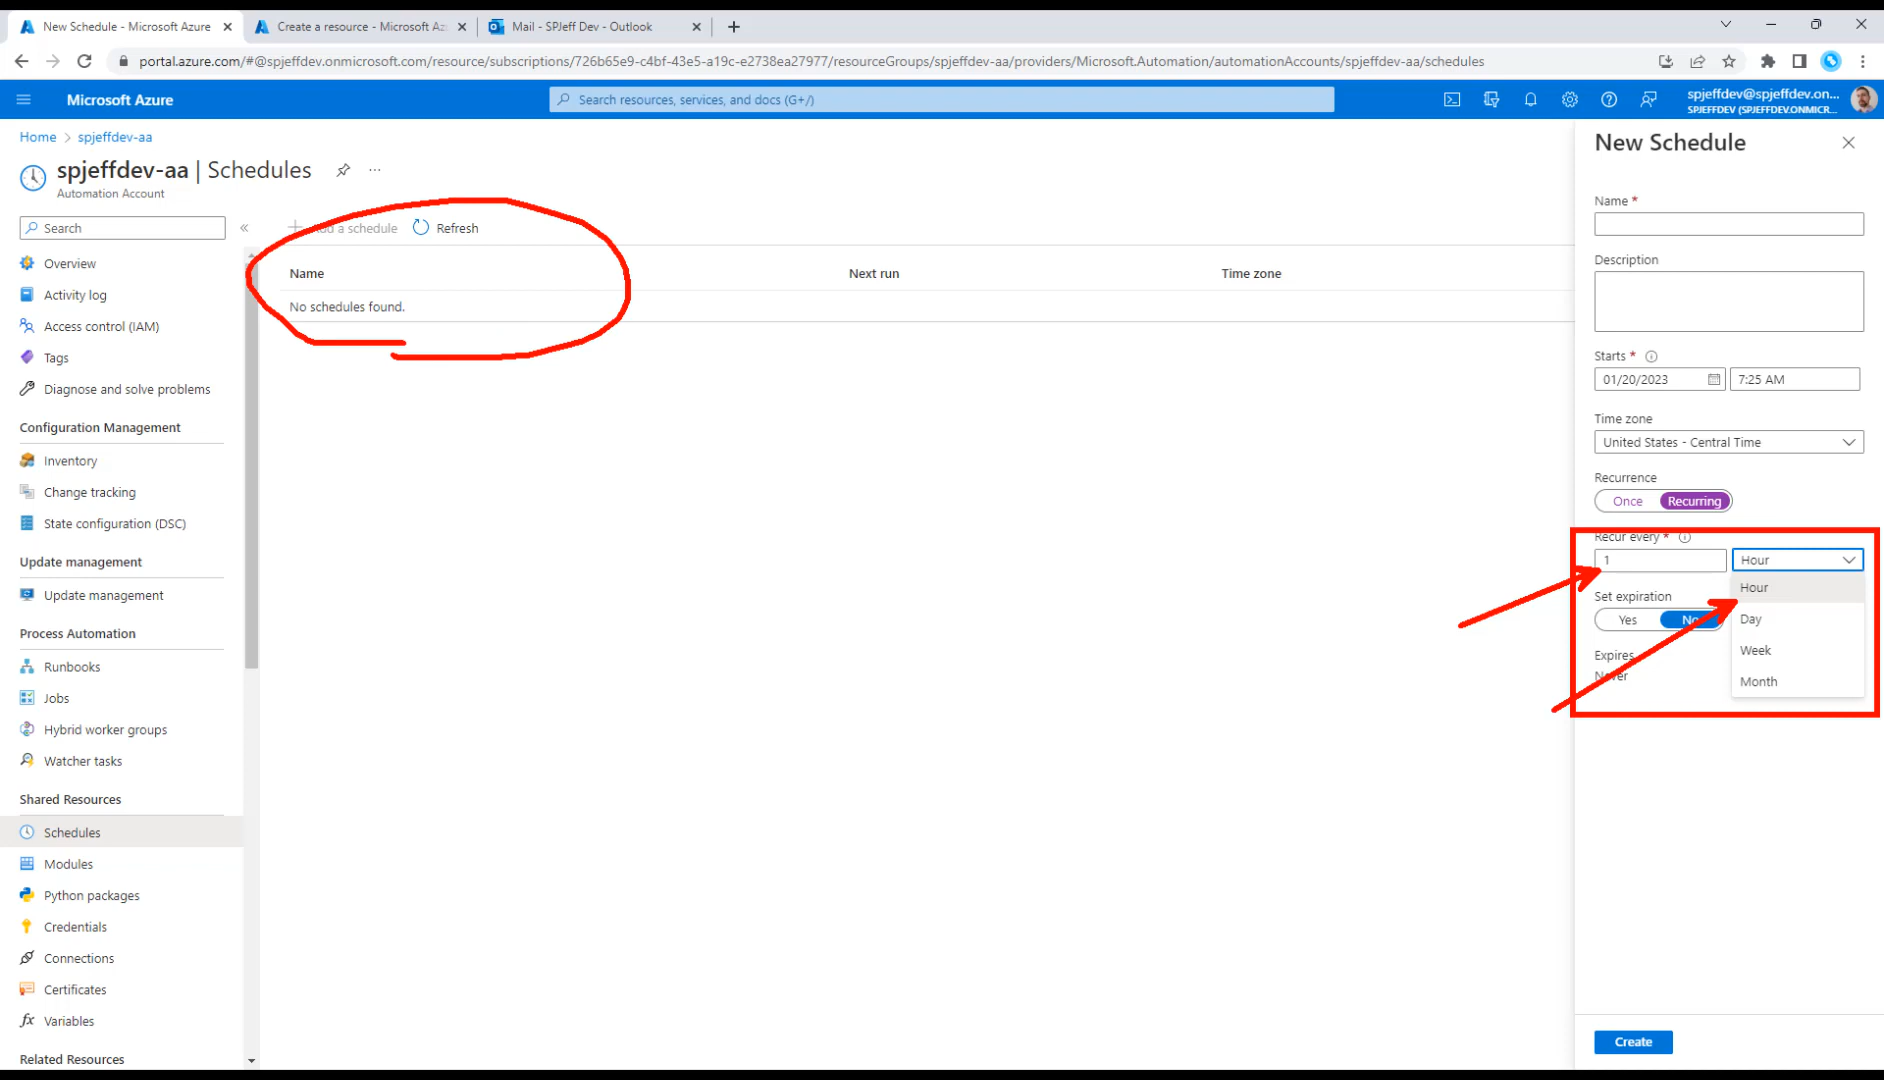 New Schedule - Microsoft Azure
Create a resource - Microsoft Az
Mail - SPJeff Dev - Outlook
portal.azure.com/#@spjeffdev.onmicrosoft.com/resource/subscriptions/726b65e9-c4bf-43e5-a19c-e2738ea27977/resourceGroups/spjeffdev-aa/providers/Microsoft.Automation/automationAccounts/spjeffdev-aa/schedules
Microsoft Azure
Search resources, services, and docs (G+/)
spjeffdev@spjeffdev.on...
SPJEFFDEV (SPJEFFDEV.ONMICR...
Home > spjeffdev-aa
spjeffdev-aa | Schedules
Automation Account
Search
Overview
Activity log
Access control (IAM)
Tags
Diagnose and solve problems
Configuration Management
Inventory
Change tracking
State configuration (DSC)
Update management
Update management
Process Automation
Runbooks
Jobs
Hybrid worker groups
Watcher tasks
Shared Resources
Schedules
Modules
Python packages
Credentials
Connections
Certificates
Variables
Related Resources
Add a schedule Refresh
Name Next run Time zone
No schedules found.
New Schedule
Name *
Description
Starts *
01/20/2023 7:25 AM
Time zone
United States - Central Time
Recurrence
Once Recurring
Recur every *
1 Hour
Hour
Day
Week
Month
Set expiration
Yes No
Expires
Never
Create